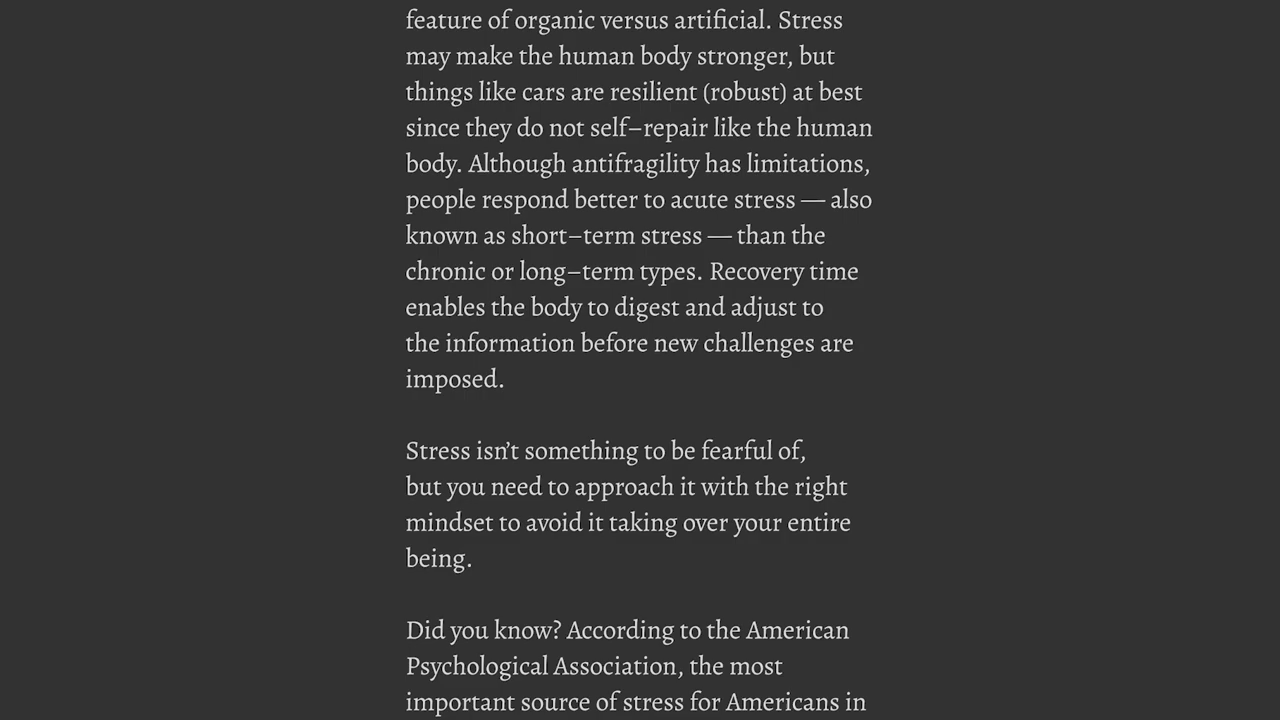 feature of organic versus artificial. Stress
may make the human body stronger, but
things like cars are resilient (robust) at best
since they do not self–repair like the human
body. Although antifragility has limitations,
people respond better to acute stress — also
known as short–term stress — than the
chronic or long–term types. Recovery time
enables the body to digest and adjust to
the information before new challenges are
imposed.
Stress isn’t something to be fearful of,
but you need to approach it with the right
mindset to avoid it taking over your entire
being.
Did you know? According to the American
Psychological Association, the most
important source of stress for Americans in